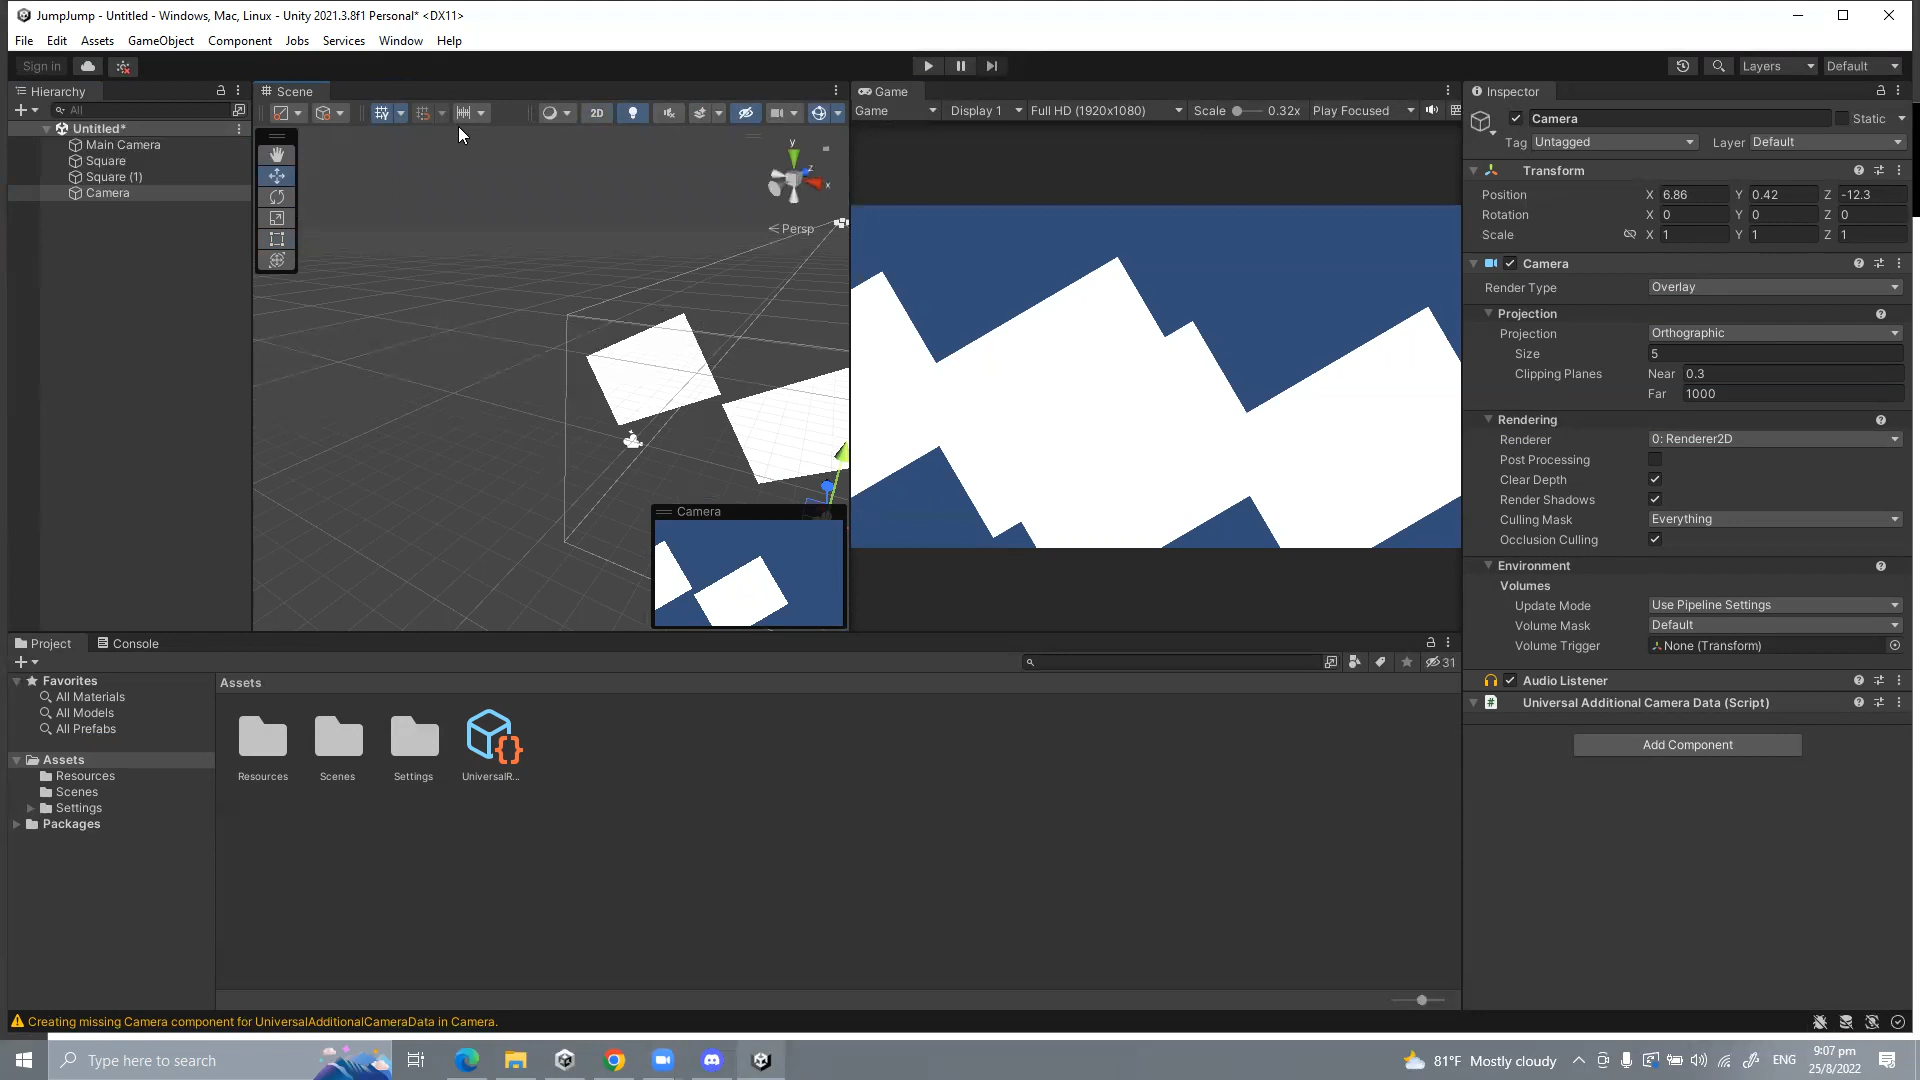 JumpJump - Untitled - Windows, Mac, Linux - Unity 2021.3.8f1 Personal* <DX11>
File Edit Assets GameObject Component Jobs Services Window Help
Sign in Layers Default
Hierarchy
All
Untitled*
Main Camera
Square
Square (1)
Camera
Scene
2D
y
z
x
< Persp
Camera
Game
Game Display 1 Full HD (1920x1080) Scale 0.32x Play Focused
Inspector
Camera Static
Tag Untagged Layer Default
Transform
Position X 6.86 Y 0.42 Z -12.3
Rotation X 0 Y 0 Z 0
Scale X 1 Y 1 Z 1
Camera
Render Type Overlay
Projection
Projection Orthographic
Size 5
Clipping Planes Near 0.3
Far 1000
Rendering
Renderer 0: Renderer2D
Post Processing
Clear Depth
Render Shadows
Culling Mask Everything
Occlusion Culling
Environment
Volumes
Update Mode Use Pipeline Settings
Volume Mask Default
Volume Trigger None (Transform)
Audio Listener
# Universal Additional Camera Data (Script)
Add Component
Project Console
31
Favorites
All Materials
All Models
All Prefabs
Assets
Resources
Scenes
Settings
Packages
Assets
Resources Scenes Settings UniversalR...
Creating missing Camera component for UniversalAdditionalCameraData in Camera.
Type here to search
81°F Mostly cloudy ENG
9:07 pm
25/8/2022